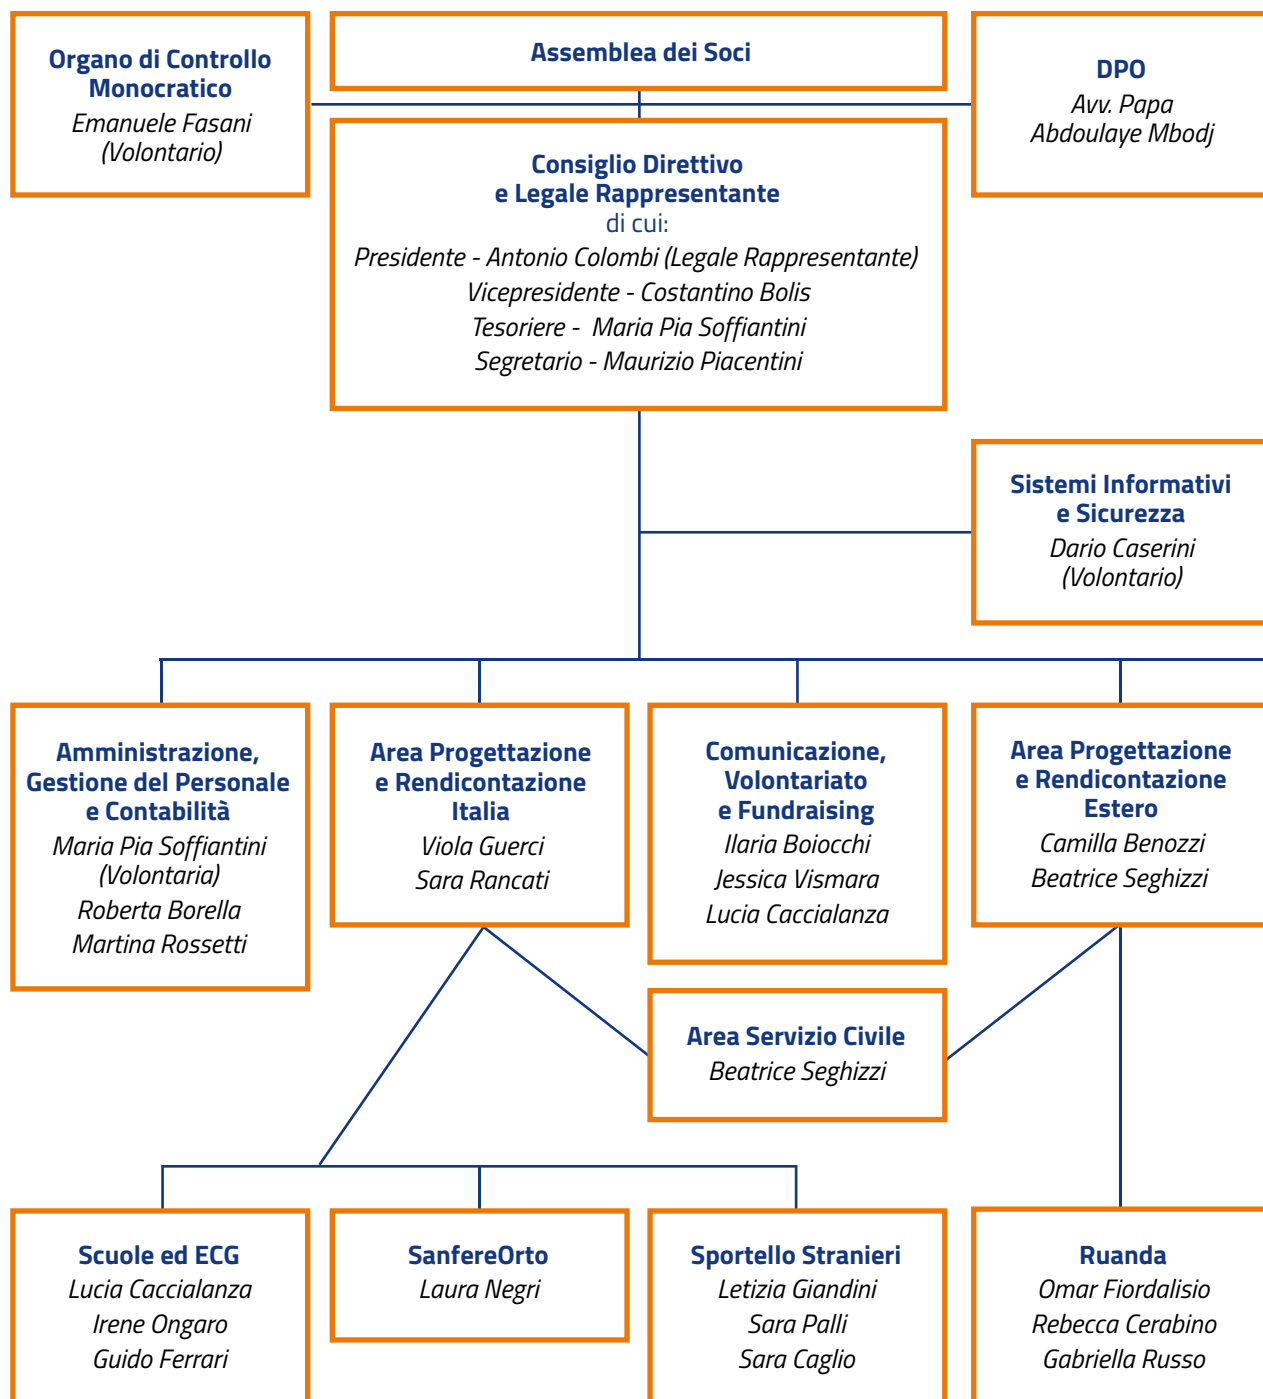 Organo di Controllo
Monocratico
Emanuele Fasani
(Volontario)
Assemblea dei Soci
DPO
Avv. Papa
Abdoulaye Mbodj
Consiglio Direttivo
e Legale Rappresentante
di cui:
Presidente - Antonio Colombi (Legale Rappresentante)
Vicepresidente - Costantino Bolis
Tesoriere - Maria Pia Soffiantini
Segretario - Maurizio Piacentini
Sistemi Informativi
e Sicurezza
Dario Caserini
(Volontario)
Amministrazione,
Gestione del Personale
e Contabilità
Maria Pia Soffiantini
(Volontaria)
Roberta Borella
Martina Rossetti
Area Progettazione
e Rendicontazione
Italia
Viola Guerci
Sara Rancati
Comunicazione,
Volontariato
e Fundraising
Ilaria Boiocchi
Jessica Vismara
Lucia Caccialanza
Area Progettazione
e Rendicontazione
Estero
Camilla Benozzi
Beatrice Seghizzi
Area Servizio Civile
Beatrice Seghizzi
Scuole ed ECG
Lucia Caccialanza
Irene Ongaro
Guido Ferrari
SanfereOrto
Laura Negri
Sportello Stranieri
Letizia Giandini
Sara Palli
Sara Caglio
Ruanda
Omar Fiordalisio
Rebecca Cerabino
Gabriella Russo